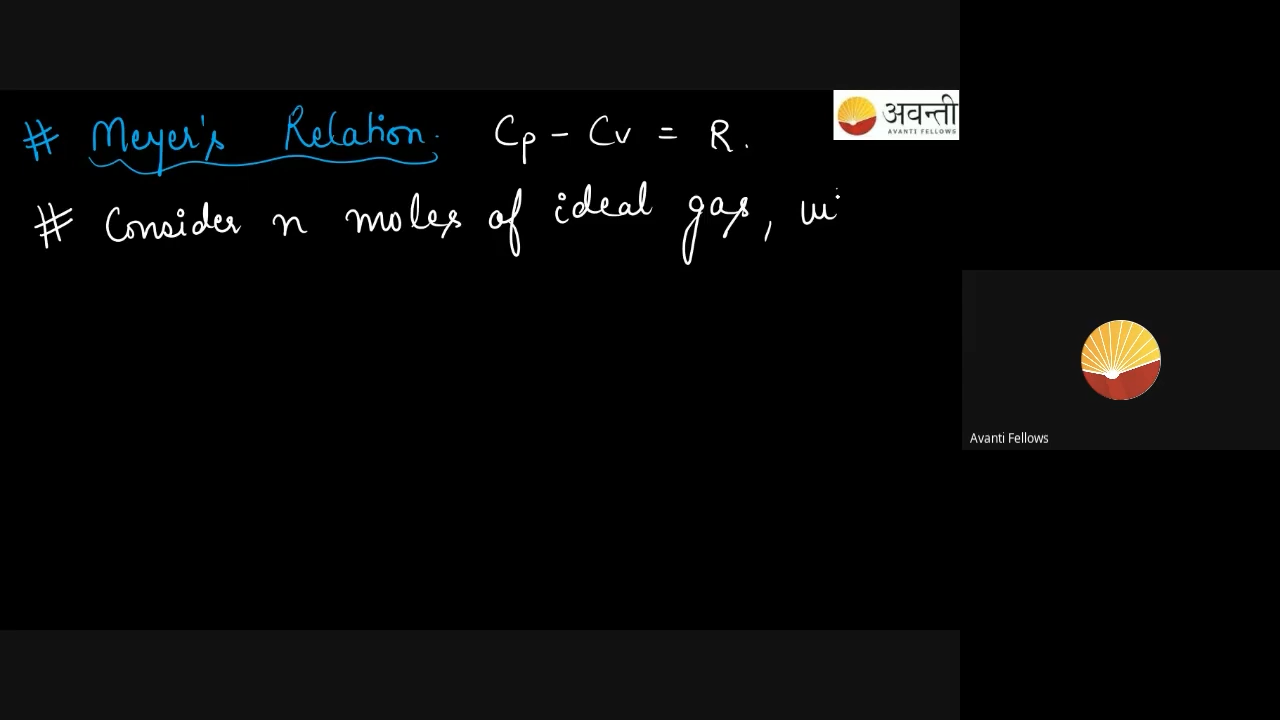 # Meyer's Relation. Cp - Cv = R.
अवन्ती
AVANTI FELLOWS
# Consider n moles of ideal gas,
Avanti Fellows